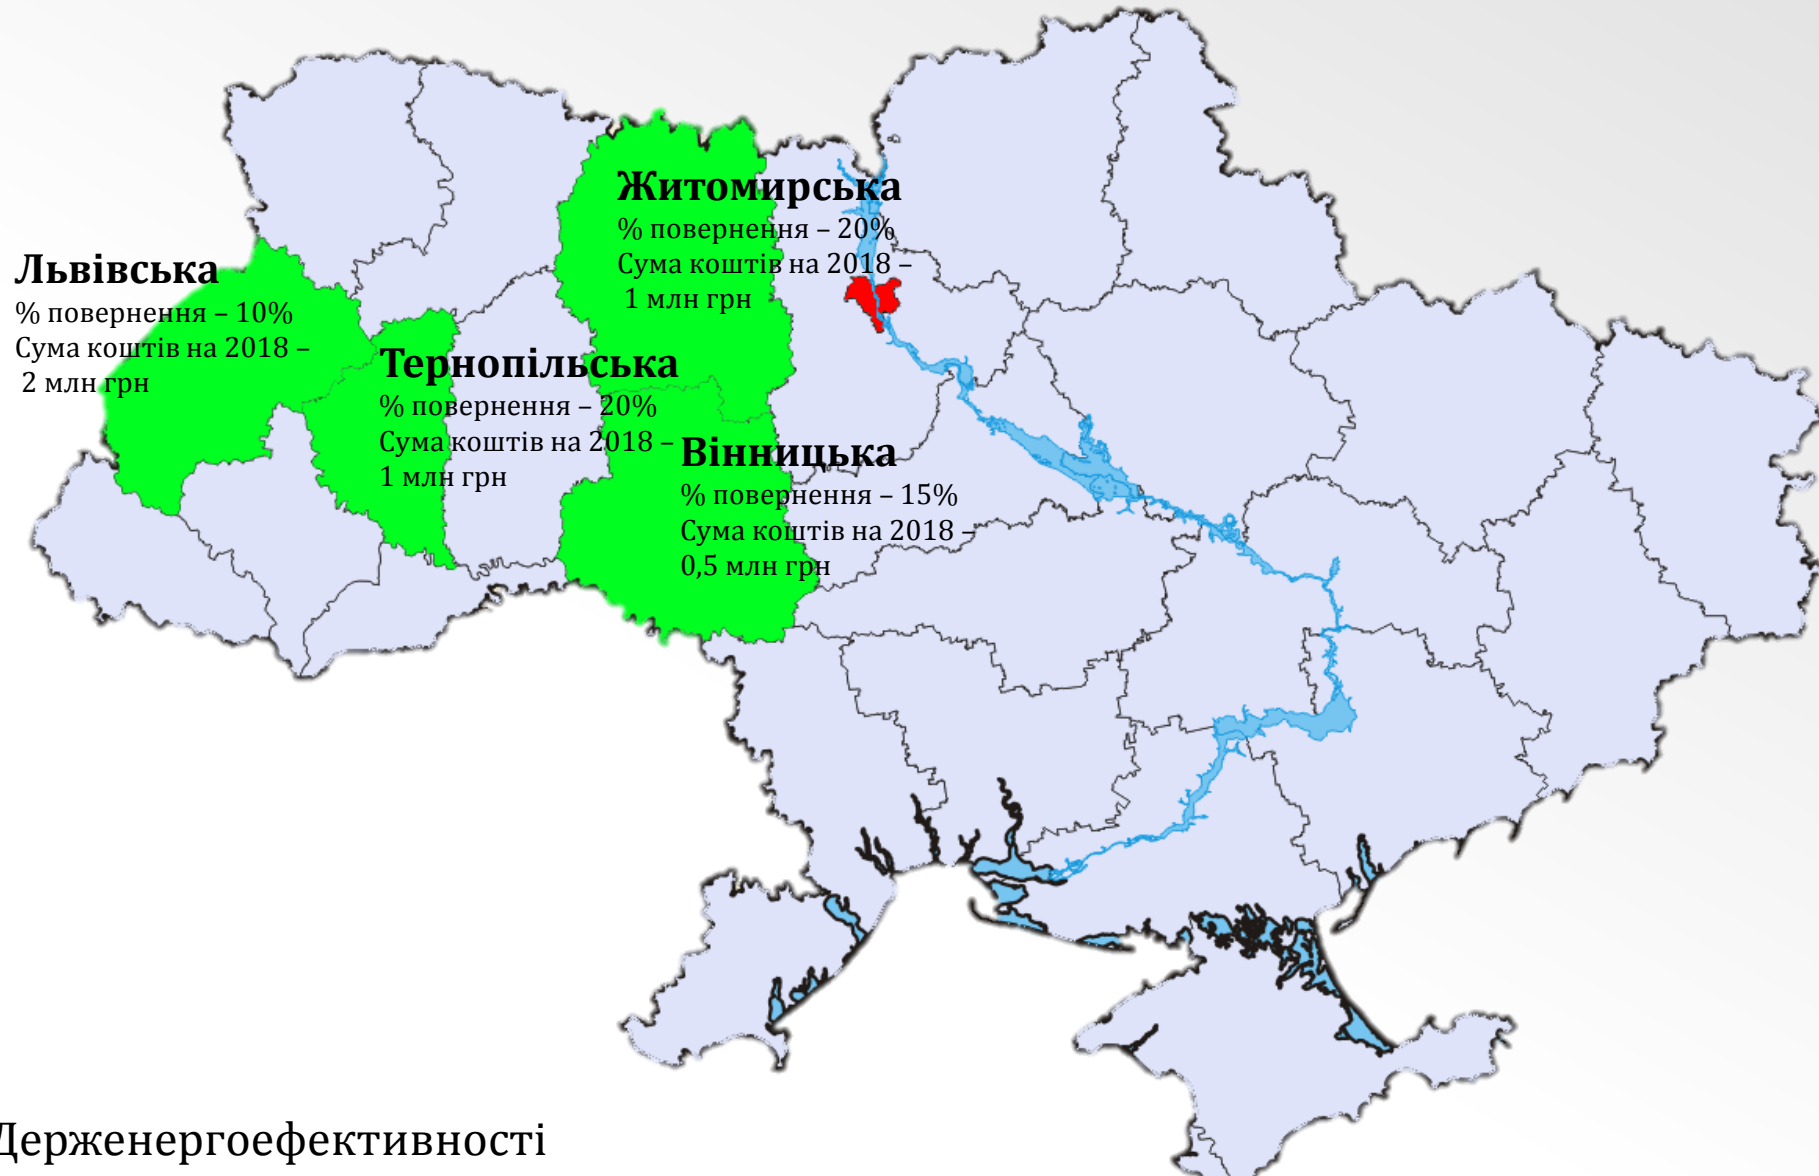 Житомирська
% повернення – 20%
Сума коштів на 2018 –
1 млн грн
Львівська
% повернення – 10%
Сума коштів на 2018 –
2 млн грн
Тернопільська
% повернення – 20%
Сума коштів на 2018 –
1 млн грн
Вінницька
% повернення – 15%
Сума коштів на 2018 –
0,5 млн грн
Держенергоефективності